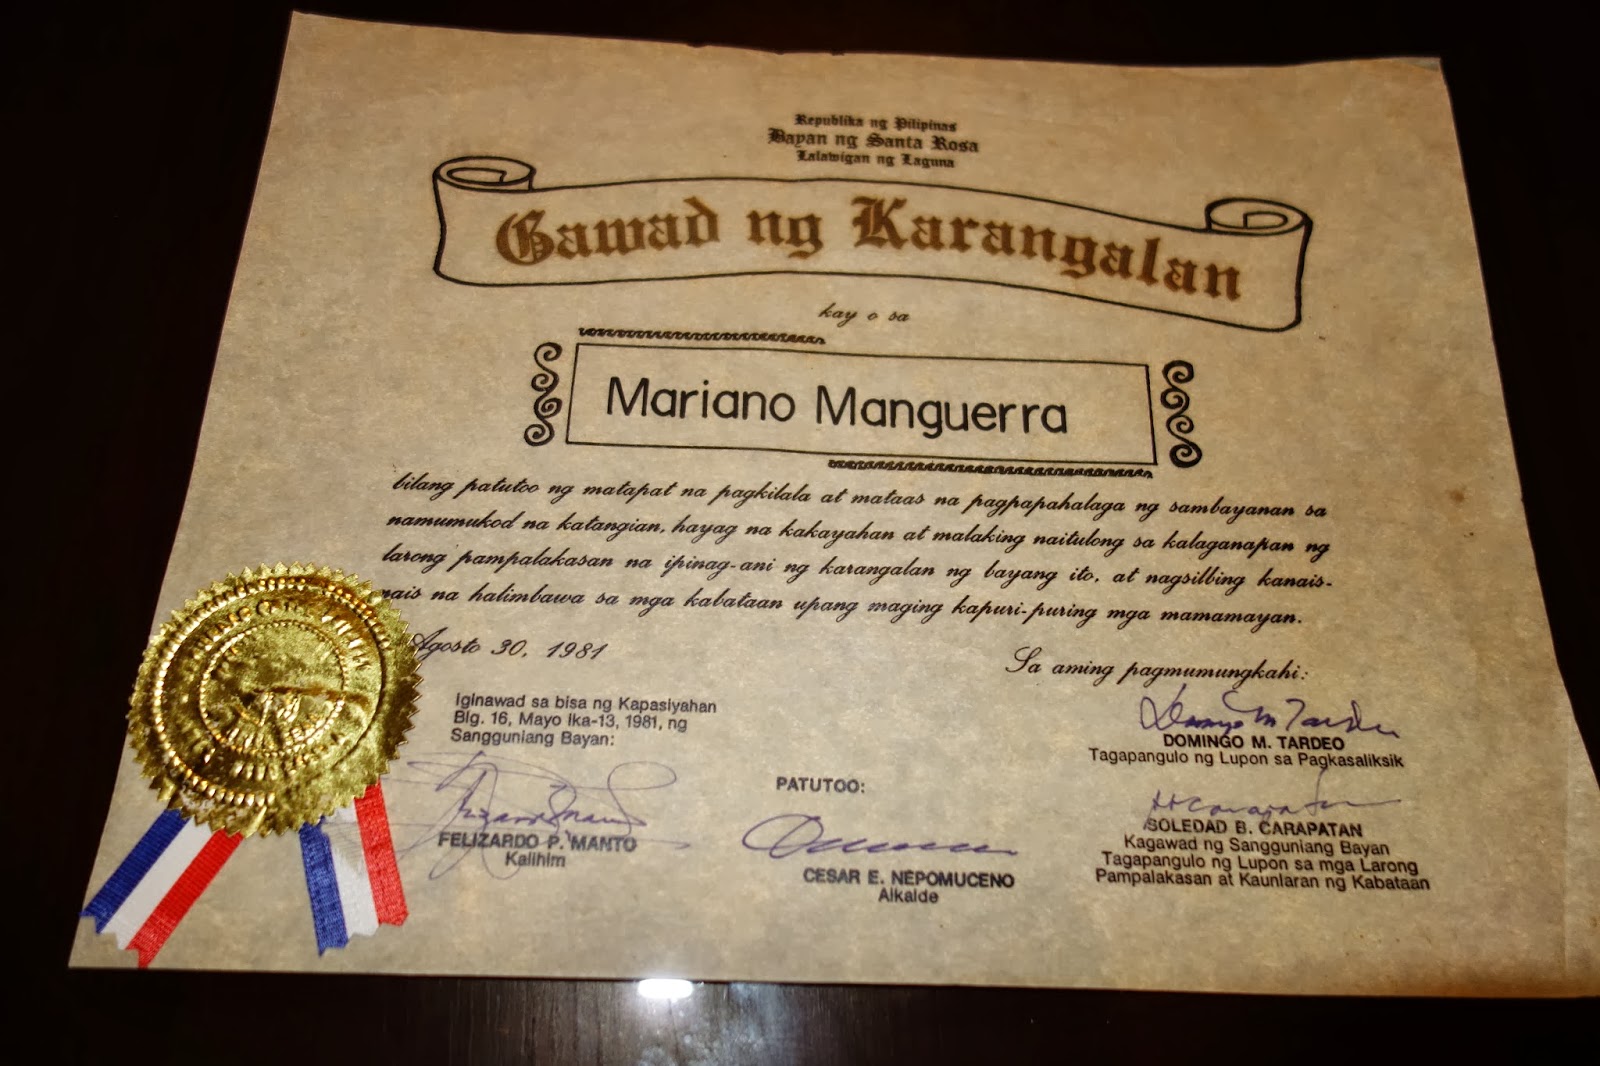 Republika ng Pilipinas
Bayan ng Santa Rosa
Lalawigan ng Laguna
Gawad ng Karangalan
kay o sa
Mariano Manguerra
bilang patutoo ng matapat na pagkilala at mataas na pagpapahalaga ng sambayanan sa
namumukod na katangian, hayag na kakayahan at malaking naitulong sa kalaganapan ng
larong pampalakasan na ipinag-ani ng karangalan ng bayang ito, at nagsilbing kanais-
nais na halimbawa sa mga kabataan upang maging kapuri-puring mga mamamayan.
Agosto 30, 1981
Sa aming pagmumungkahi:
Iginawad sa bisa ng Kapasiyahan
Blg. 16, Mayo ika-13, 1981, ng
Sangguniang Bayan:
DOMINGO M. TARDEO
Tagapangulo ng Lupon sa Pagkasaliksik
PATUTOO:
FELIZARDO P. MANTO
Kalihim
CESAR E. NEPOMUCENO
Alkalde
SOLEDAD B. CARAPATAN
Kagawad ng Sangguniang Bayan
Tagapangulo ng Lupon sa mga Larong
Pampalakasan at Kaunlaran ng Kabataan